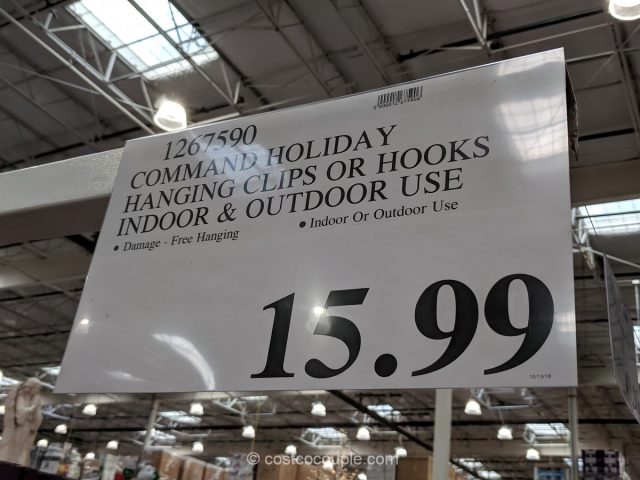 1267590
COMMAND HOLIDAY
HANGING CLIPS OR HOOKS
INDOOR & OUTDOOR USE
• Damage - Free Hanging • Indoor Or Outdoor Use
15.99
10/13/18
© costcocouple.com